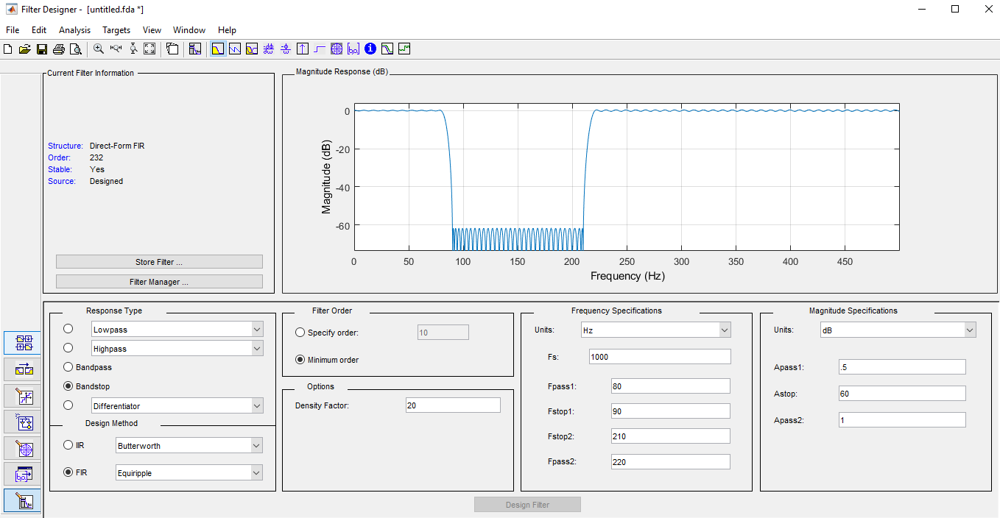 Filter Designer - [untitled.fda *]
File Edit Analysis Targets View Window Help
Current Filter Information
Structure: Direct-Form FIR
Order: 232
Stable: Yes
Source: Designed
Store Filter ...
Filter Manager ...
Magnitude Response (dB)
Magnitude (dB)
0
-20
-40
-60
0 50 100 150 200 250 300 350 400 450
Frequency (Hz)
Response Type
Lowpass
Highpass
Bandpass
Bandstop
Differentiator
Design Method
IIR Butterworth
FIR Equiripple
Filter Order
Specify order: 10
Minimum order
Options
Density Factor: 20
Frequency Specifications
Units: Hz
Fs: 1000
Fpass1: 80
Fstop1: 90
Fstop2: 210
Fpass2: 220
Magnitude Specifications
Units: dB
Apass1: .5
Astop: 60
Apass2: 1
Design Filter